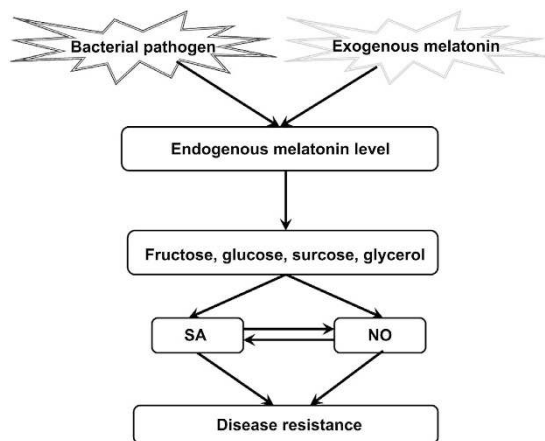 Bacterial pathogen
Exogenous melatonin
Endogenous melatonin level
Fructose, glucose, surcose, glycerol
SA
NO
Disease resistance